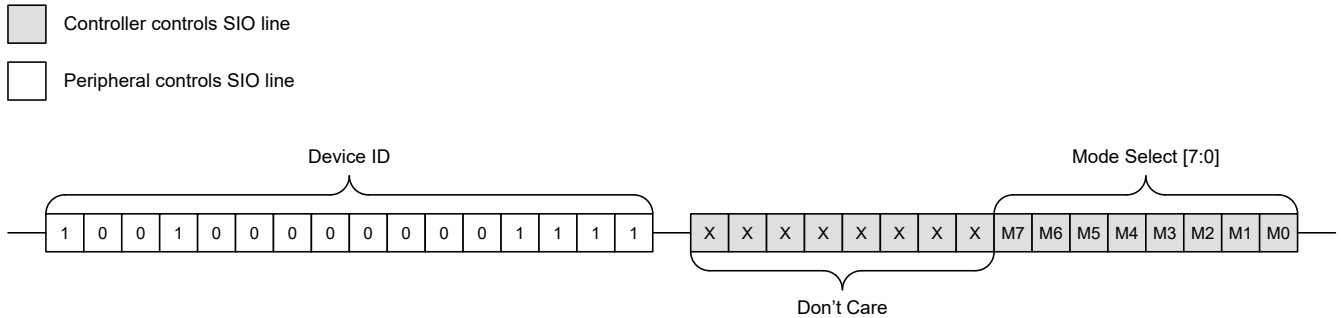 Controller controls SIO line
Peripheral controls SIO line
Device ID
Mode Select [7:0]
1 0 0 1 0 0 0 0 0 0 0 0 1 1 1 1 X X X X X X X X M7 M6 M5 M4 M3 M2 M1 M0
Don't Care